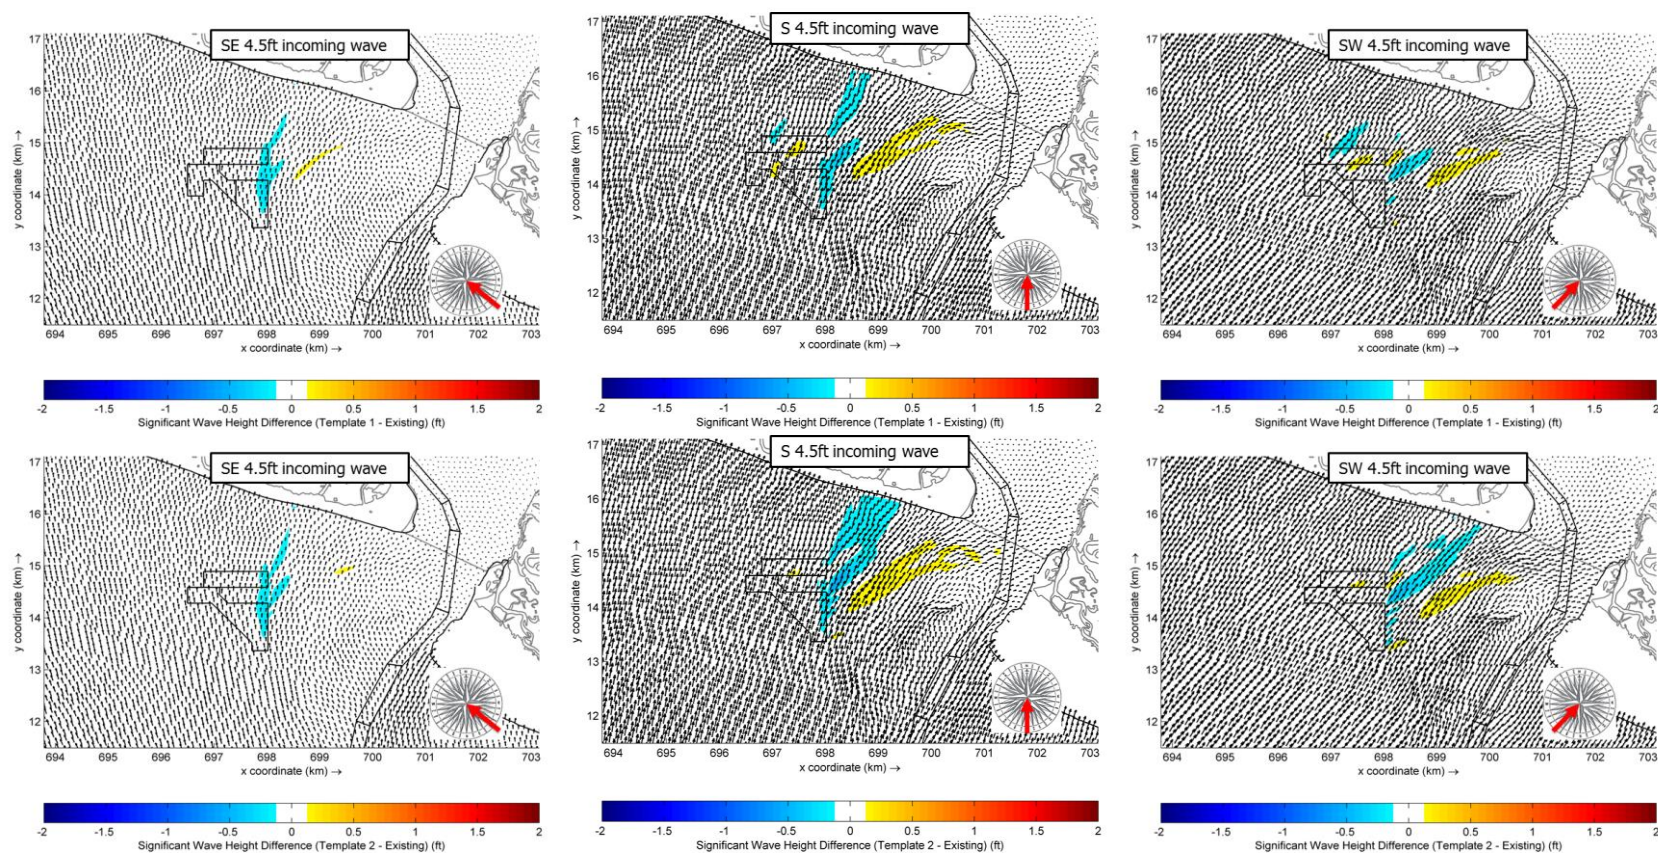 SE 4.5ft incoming wave
17
16
15
14
13
12
y coordinate (km) →
694 695 696 697 698 699 700 701 702 703
x coordinate (km) →
-2 -1.5 -1 -0.5 0 0.5 1 1.5 2
Significant Wave Height Difference (Template 1 - Existing) (ft)
S 4.5ft incoming wave
17
16
15
14
13
12
y coordinate (km) →
694 695 696 697 698 699 700 701 702 703
x coordinate (km) →
-2 -1.5 -1 -0.5 0 0.5 1 1.5 2
Significant Wave Height Difference (Template 1 - Existing) (ft)
SW 4.5ft incoming wave
17
16
15
14
13
12
y coordinate (km) →
694 695 696 697 698 699 700 701 702 703
x coordinate (km) →
-2 -1.5 -1 -0.5 0 0.5 1 1.5 2
Significant Wave Height Difference (Template 1 - Existing) (ft)
SE 4.5ft incoming wave
17
16
15
14
13
12
y coordinate (km) →
694 695 696 697 698 699 700 701 702 703
x coordinate (km) →
-2 -1.5 -1 -0.5 0 0.5 1 1.5 2
Significant Wave Height Difference (Template 2 - Existing) (ft)
S 4.5ft incoming wave
17
16
15
14
13
12
y coordinate (km) →
694 695 696 697 698 699 700 701 702 703
x coordinate (km) →
-2 -1.5 -1 -0.5 0 0.5 1 1.5 2
Significant Wave Height Difference (Template 2 - Existing) (ft)
SW 4.5ft incoming wave
17
16
15
14
13
12
y coordinate (km) →
694 695 696 697 698 699 700 701 702 703
x coordinate (km) →
-2 -1.5 -1 -0.5 0 0.5 1 1.5 2
Significant Wave Height Difference (Template 2 - Existing) (ft)